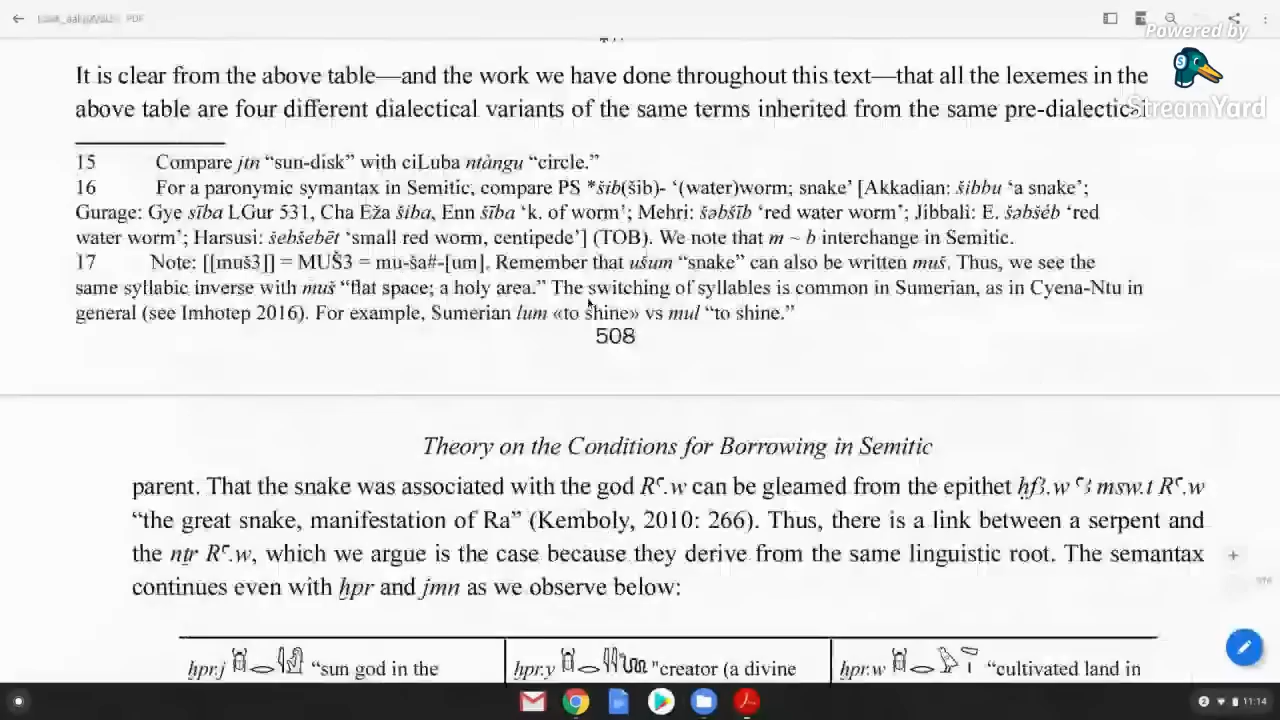 PDF
Powered by
StreamYard
It is clear from the above table—and the work we have done throughout this text—that all the lexemes in the
above table are four different dialectical variants of the same terms inherited from the same pre-dialectical
15 Compare jtn “sun-disk” with ciLuba ntàngu “circle.”
16 For a paronymic symantax in Semitic, compare PS *šib(šib)- ‘(water)worm; snake’ [Akkadian: šibbu ‘a snake’;
Gurage: Gye sība LGur 531, Cha Eža šiba, Enn šība ‘k. of worm’; Mehri: šəbšīb ‘red water worm’; Jibbali: E. šəbšéb ‘red
water worm’; Harsusi: šebšebēt ‘small red worm, centipede’] (TOB). We note that m ~ b interchange in Semitic.
17 Note: [[muš3]] = MUŠ3 = mu-ša#-[um]. Remember that ušum “snake” can also be written muš. Thus, we see the
same syllabic inverse with muš “flat space; a holy area.” The switching of syllables is common in Sumerian, as in Cyena-Ntu in
general (see Imhotep 2016). For example, Sumerian lum «to shine» vs mul “to shine.”
508
Theory on the Conditions for Borrowing in Semitic
parent. That the snake was associated with the god Rꜥ.w can be gleamed from the epithet ḥfꜣ.w ꜥꜣ msw.t Rꜥ.w
“the great snake, manifestation of Ra” (Kemboly, 2010: 266). Thus, there is a link between a serpent and
the nṯr Rꜥ.w, which we argue is the case because they derive from the same linguistic root. The semantax
continues even with ḫpr and jmn as we observe below:
ḫpr.j “sun god in the
ḫpr.y "creator (a divine
ḫpr.w “cultivated land in
2
11:14